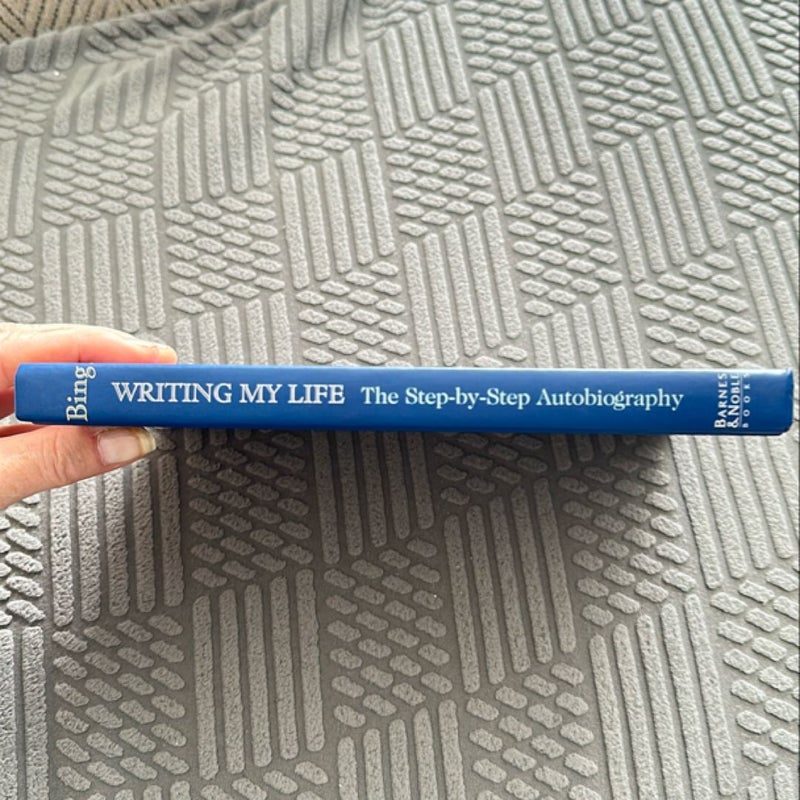 Bing
WRITING MY LIFE The Step-by-Step Autobiography
BARNES
& NOBLE
BOOKS